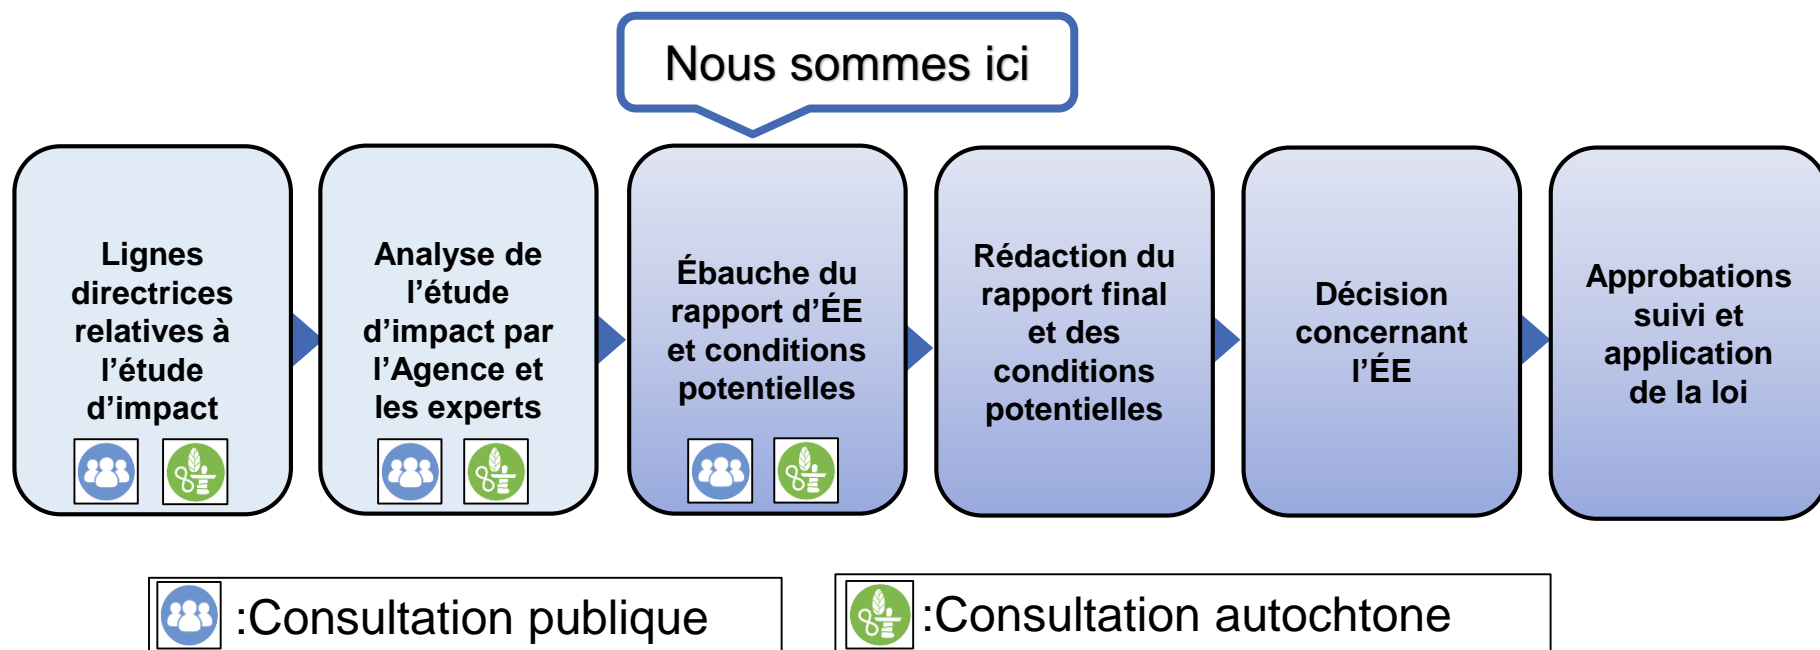 Nous sommes ici
Lignes
directrices
relatives à
l’étude
d’impact
Analyse de
l’étude
d’impact par
l’Agence et
les experts
Ébauche du
rapport d’ÉE
et conditions
potentielles
Rédaction du
rapport final
et des
conditions
potentielles
Décision
concernant
l’ÉE
Approbations
suivi et
application
de la loi
:Consultation publique
:Consultation autochtone